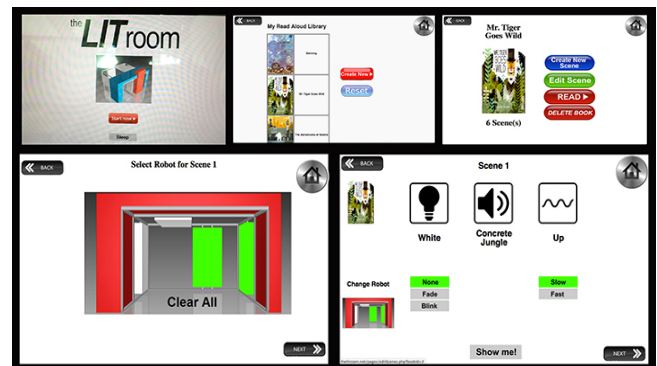 the
LITroom
Start now
Sleep
BACK
My Read Aloud Library
Mr. Tiger Goes Wild
Create New
Reset
BACK
Mr. Tiger
Goes Wild
Create New
Scene
Edit Scene
READ
DELETE BOOK
6 Scene(s)
BACK
Select Robot for Scene 1
Clear All
NEXT
BACK
Scene 1
White
Concrete
Jungle
Up
Change Robot
None
Slow
Fade
Fast
Blink
Show me!
NEXT